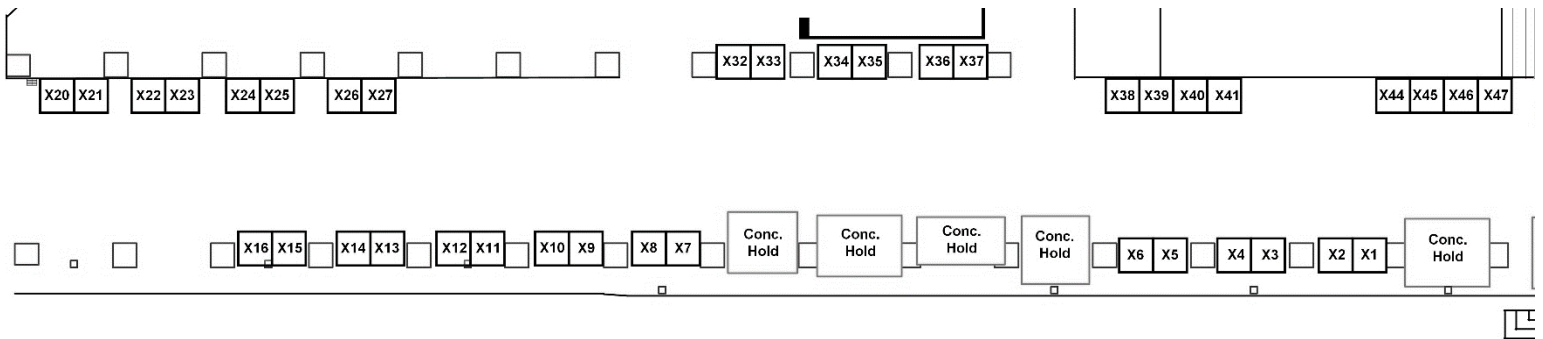 X32 X33 X34 X35 X36 X37
X20 X21 X22 X23 X24 X25 X26 X27 X38 X39 X40 X41 X44 X45 X46 X47
Conc.
Hold
Conc.
Hold
Conc.
Hold
Conc.
Hold
Conc.
Hold
X16 X15 X14 X13 X12 X11 X10 X9 X8 X7 X6 X5 X4 X3 X2 X1